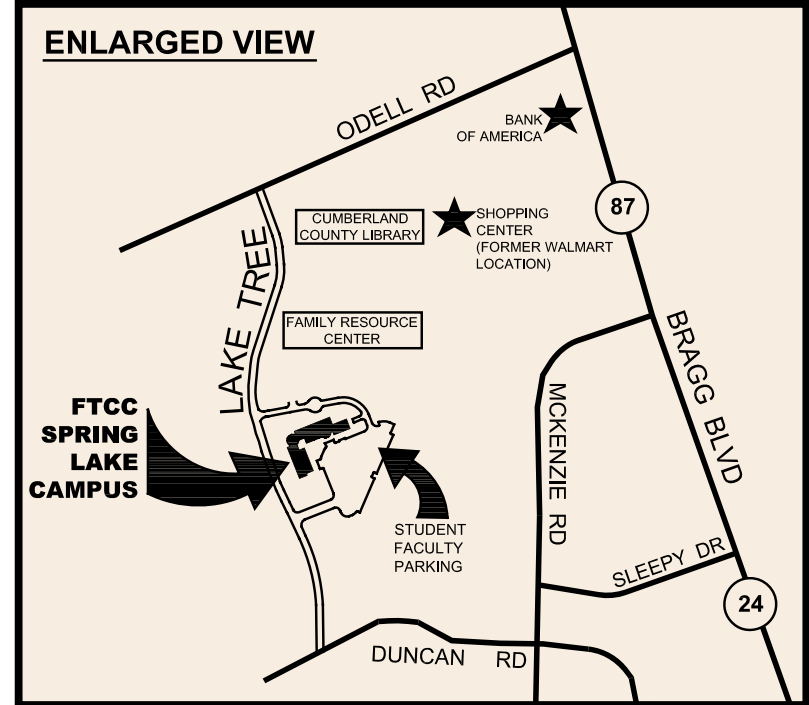 ENLARGED VIEW
ODELL RD
BANK
OF AMERICA
87
CUMBERLAND
COUNTY LIBRARY
SHOPPING
CENTER
(FORMER WALMART
LOCATION)
LAKE TREE
FAMILY RESOURCE
CENTER
BRAGG BLVD
MCKENZIE RD
FTCC
SPRING
LAKE
CAMPUS
STUDENT
FACULTY
PARKING
SLEEPY DR
24
DUNCAN RD